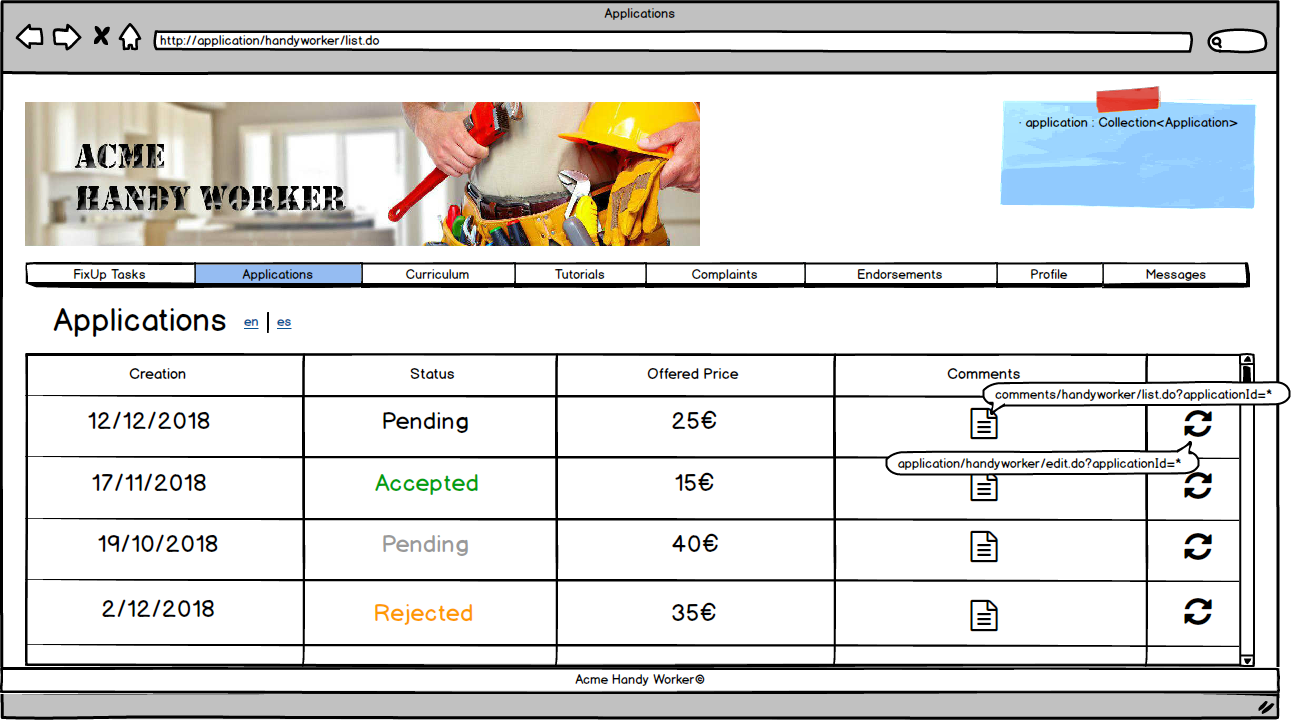 Applications
http://application/handyworker/list.do
ACME
HANDY WORKER
· application : Collection<Application>
FixUp Tasks Applications Curriculum Tutorials Complaints Endorsements Profile Messages
Applications en | es
Creation Status Offered Price Comments
comments/handyworker/list.do?applicationId=*
12/12/2018 Pending 25€
application/handyworker/edit.do?applicationId=*
17/11/2018 Accepted 15€
19/10/2018 Pending 40€
2/12/2018 Rejected 35€
Acme Handy Worker©